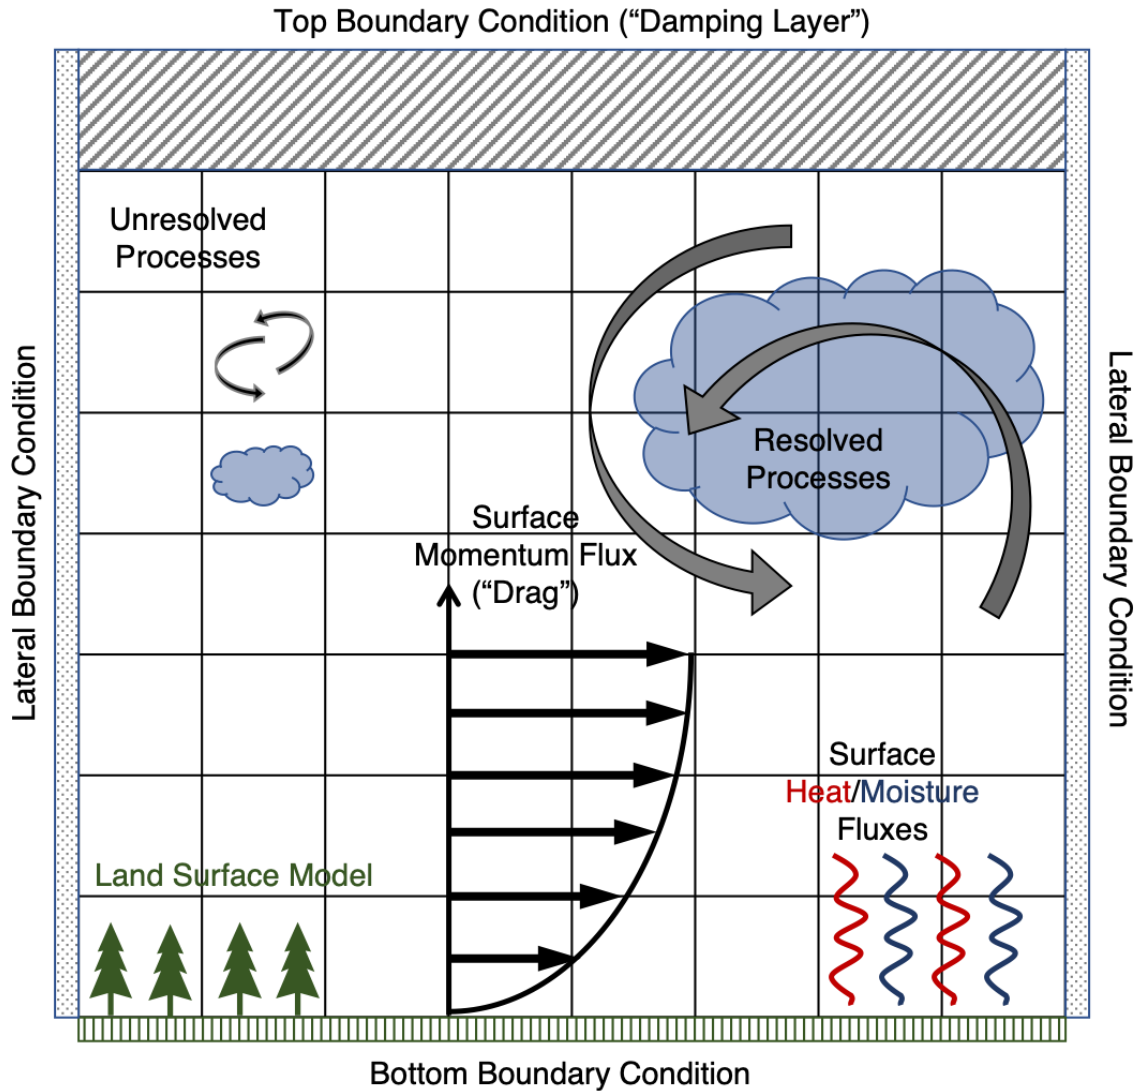 Top Boundary Condition (“Damping Layer”)
Unresolved
Processes
Lateral Boundary Condition
Resolved
Processes
Lateral Boundary Condition
Surface
Momentum Flux
(“Drag”)
Surface
Heat/Moisture
Fluxes
Land Surface Model
Bottom Boundary Condition